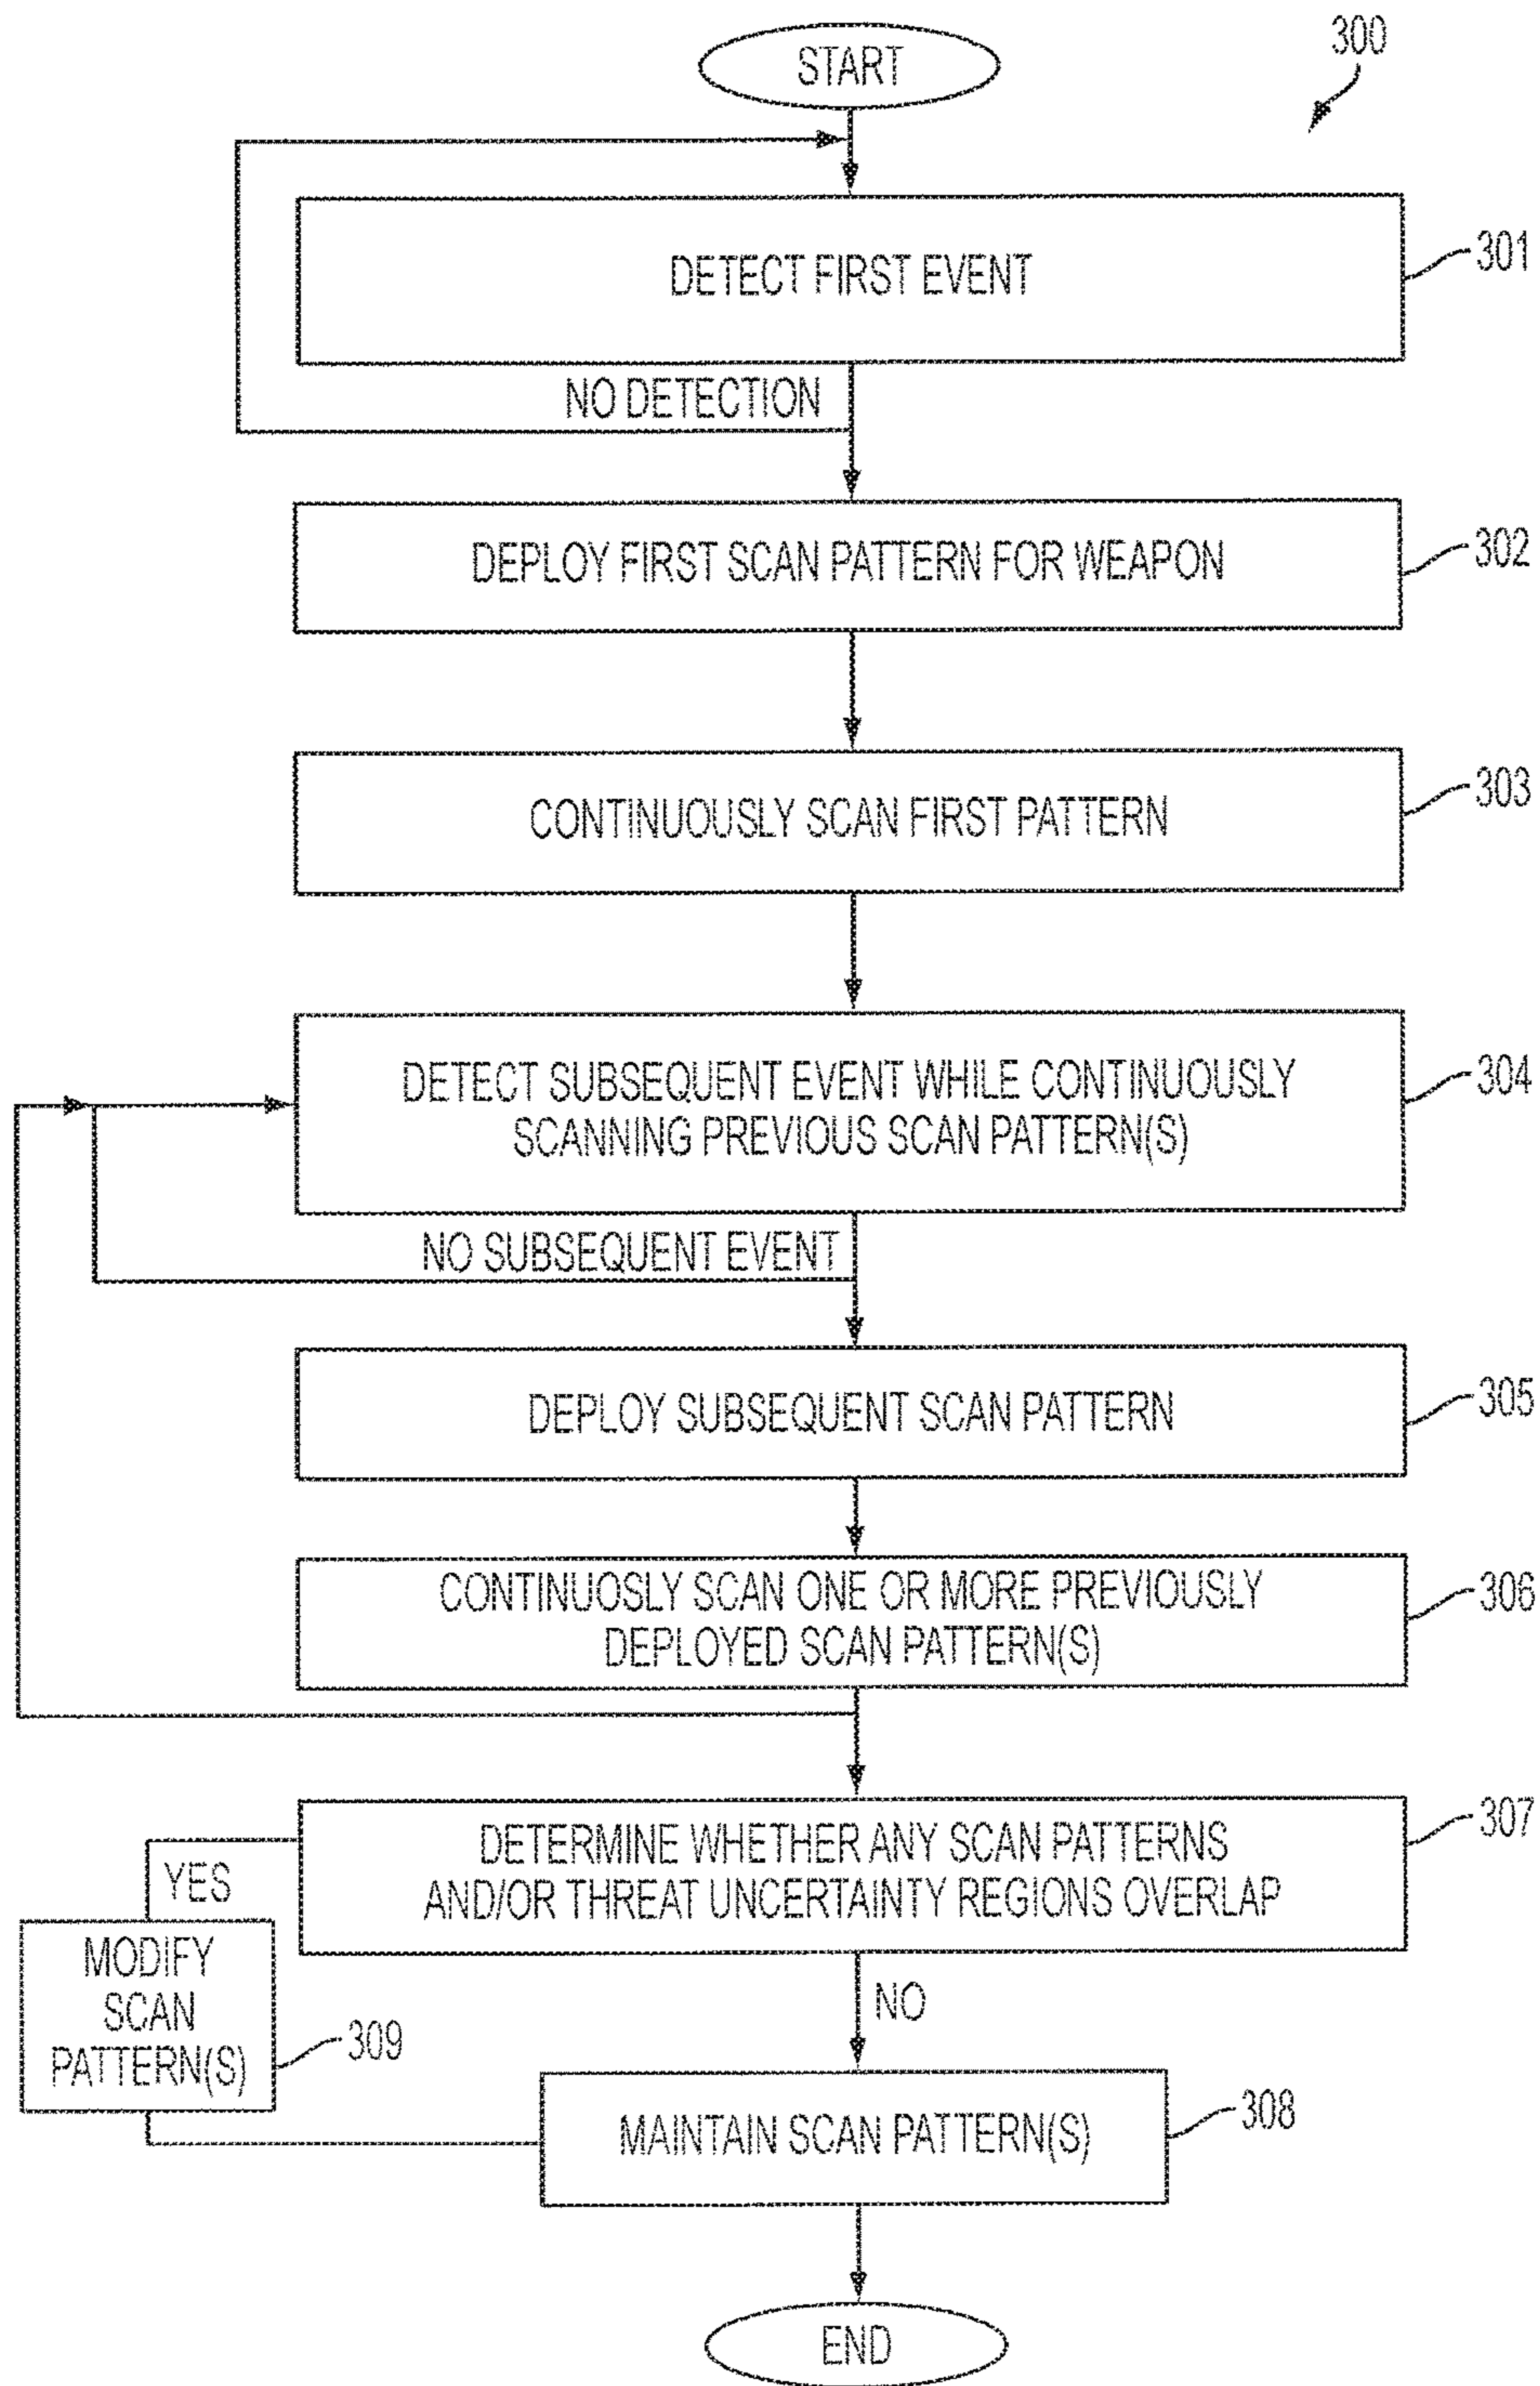 START
300
DETECT FIRST EVENT
301
NO DETECTION
DEPLOY FIRST SCAN PATTERN FOR WEAPON
302
CONTINUOUSLY SCAN FIRST PATTERN
303
DETECT SUBSEQUENT EVENT WHILE CONTINUOUSLY
SCANNING PREVIOUS SCAN PATTERN(S)
304
NO SUBSEQUENT EVENT
DEPLOY SUBSEQUENT SCAN PATTERN
305
CONTINUOSLY SCAN ONE OR MORE PREVIOUSLY
DEPLOYED SCAN PATTERN(S)
306
DETERMINE WHETHER ANY SCAN PATTERNS
AND/OR THREAT UNCERTAINTY REGIONS OVERLAP
307
YES
MODIFY
SCAN
PATTERN(S)
309
NO
MAINTAIN SCAN PATTERN(S)
308
END